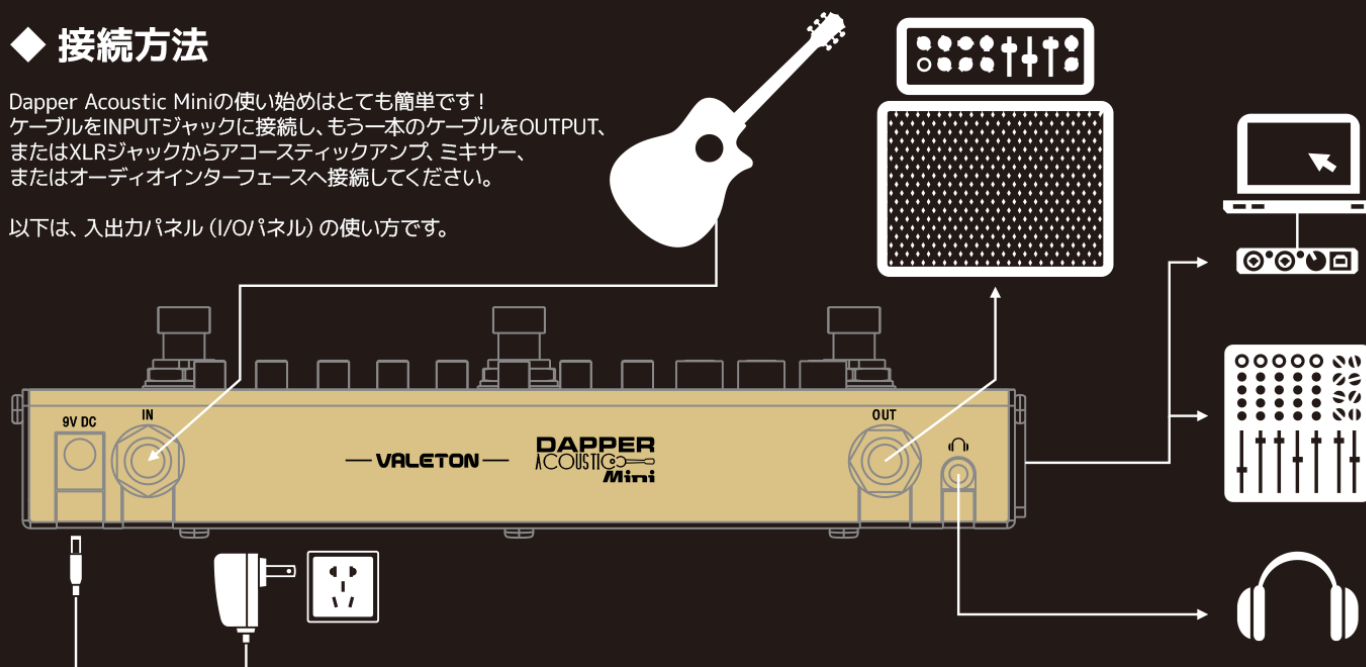 ◆ 接続方法
Dapper Acoustic Miniの使い始めはとても簡単です！
ケーブルをINPUTジャックに接続し、もう一本のケーブルをOUTPUT、
またはXLRジャックからアコースティックアンプ、ミキサー、
またはオーディオインターフェースへ接続してください。
以下は、入出力パネル（I/Oパネル）の使い方です。
9V DC
IN
VALETON
DAPPER
ACOUSTIC
Mini
OUT